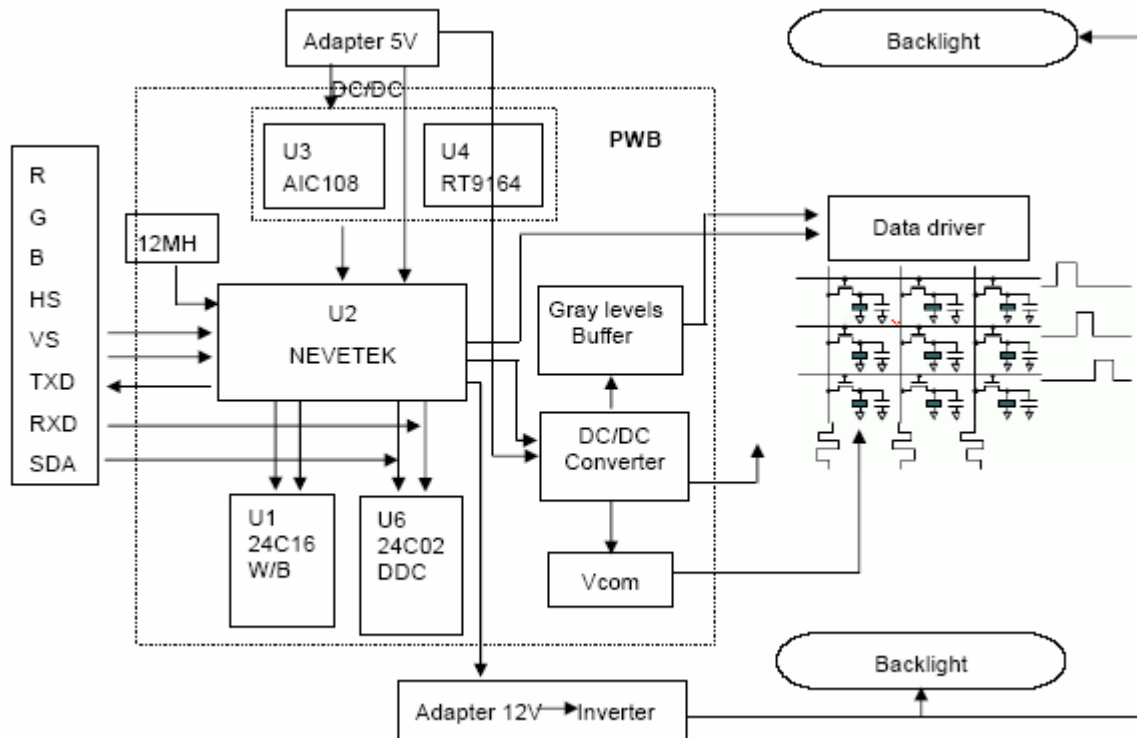 Adapter 5V
Backlight
DC/DC
PWB
U3
AIC108
U4
RT9164
R
G
B
HS
VS
TXD
RXD
SDA
12MH
Data driver
U2
NEVETEK
Gray levels
Buffer
DC/DC
Converter
U1
24C16
W/B
U6
24C02
DDC
Vcom
Backlight
Adapter 12V
Inverter